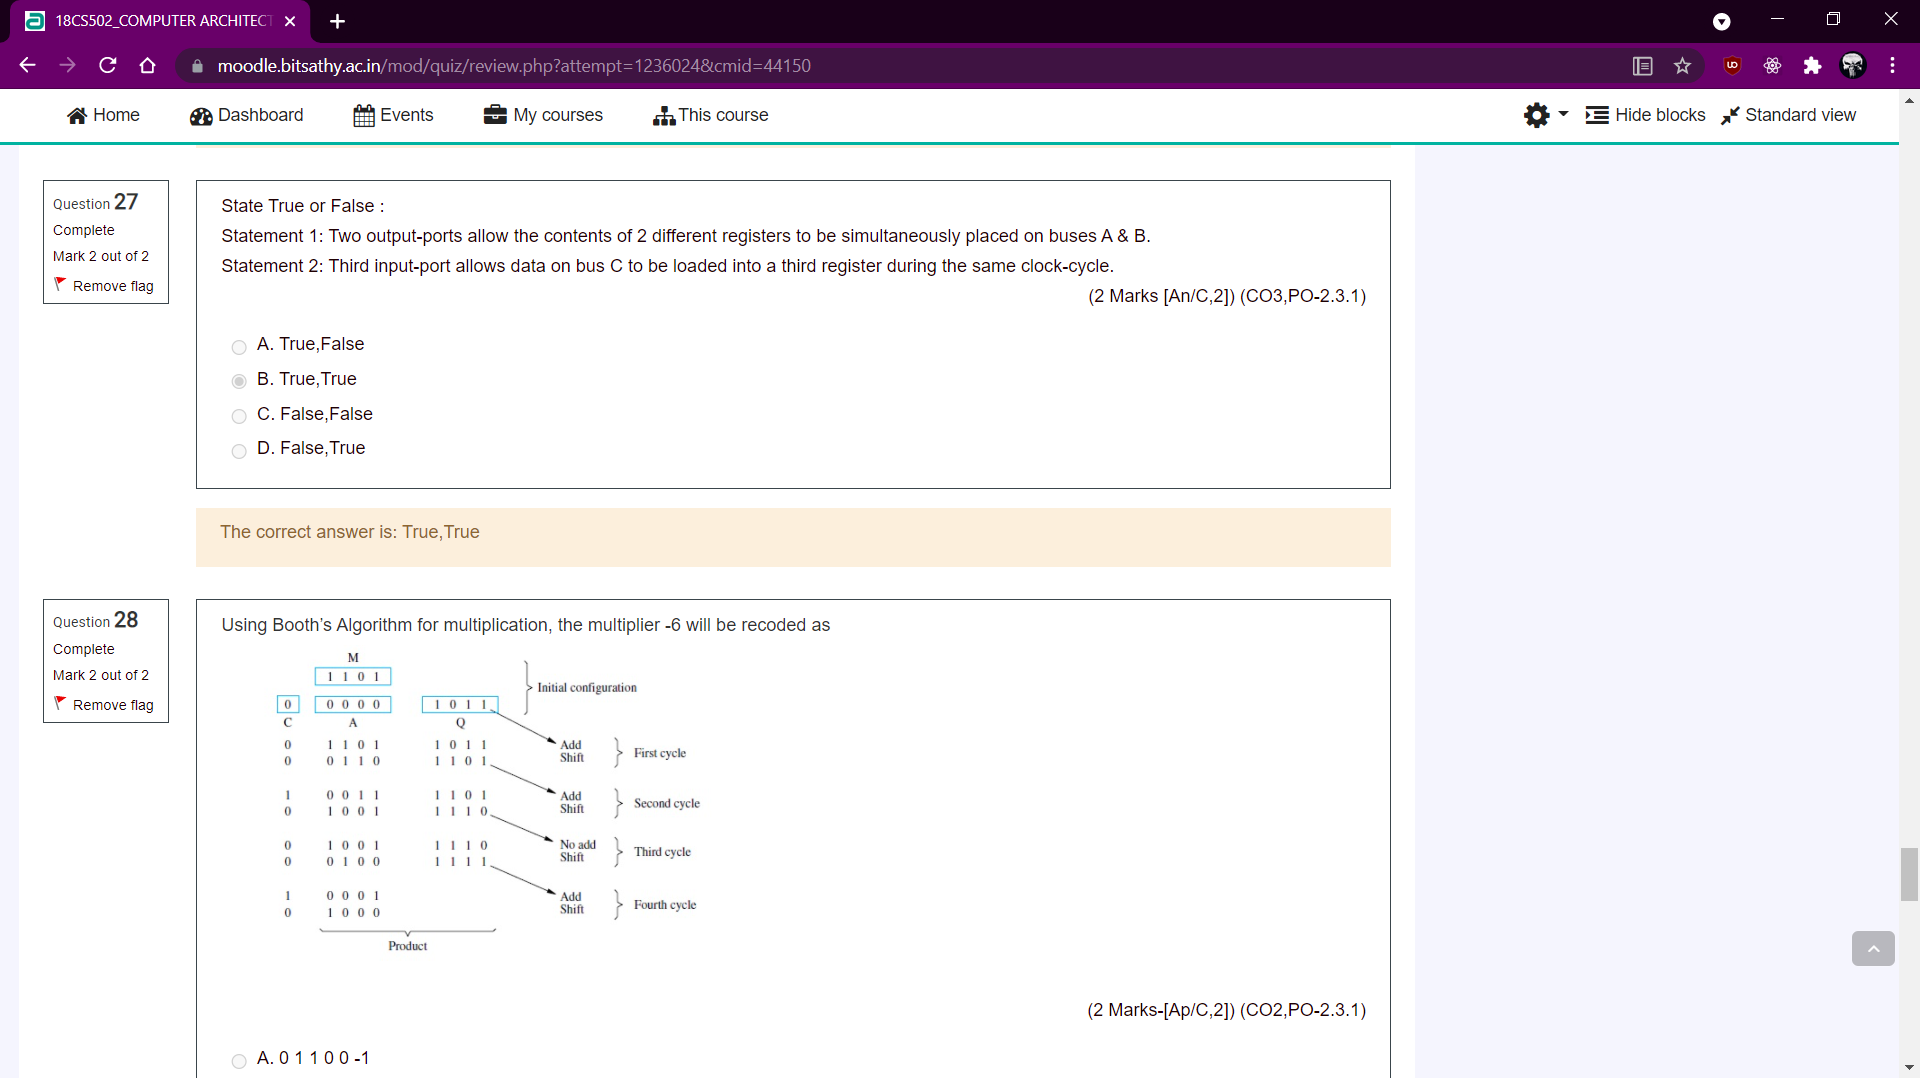 18CS502_COMPUTER ARCHITECT
moodle.bitsathy.ac.in/mod/quiz/review.php?attempt=1236024&cmid=44150
Home Dashboard Events My courses This course Hide blocks Standard view
Question 27
Complete
Mark 2 out of 2
Remove flag
State True or False :
Statement 1: Two output-ports allow the contents of 2 different registers to be simultaneously placed on buses A & B.
Statement 2: Third input-port allows data on bus C to be loaded into a third register during the same clock-cycle.
(2 Marks [An/C,2]) (CO3,PO-2.3.1)
A. True,False
B. True,True
C. False,False
D. False,True
The correct answer is: True,True
Question 28
Complete
Mark 2 out of 2
Remove flag
Using Booth's Algorithm for multiplication, the multiplier -6 will be recoded as
M
1 1 0 1
Initial configuration
0 0 0 0 0 1 0 1 1
C A Q
0 1 1 0 1 1 0 1 1 Add
0 0 1 1 0 1 1 0 1 Shift
First cycle
1 0 0 1 1 1 1 0 1 Add
0 1 0 0 1 1 1 1 0 Shift
Second cycle
0 1 0 0 1 1 1 1 0 No add
0 0 1 0 0 1 1 1 1 Shift
Third cycle
1 0 0 0 1 Add
0 1 0 0 0 Shift
Fourth cycle
Product
(2 Marks-[Ap/C,2]) (CO2,PO-2.3.1)
A. 0 1 1 0 0 -1